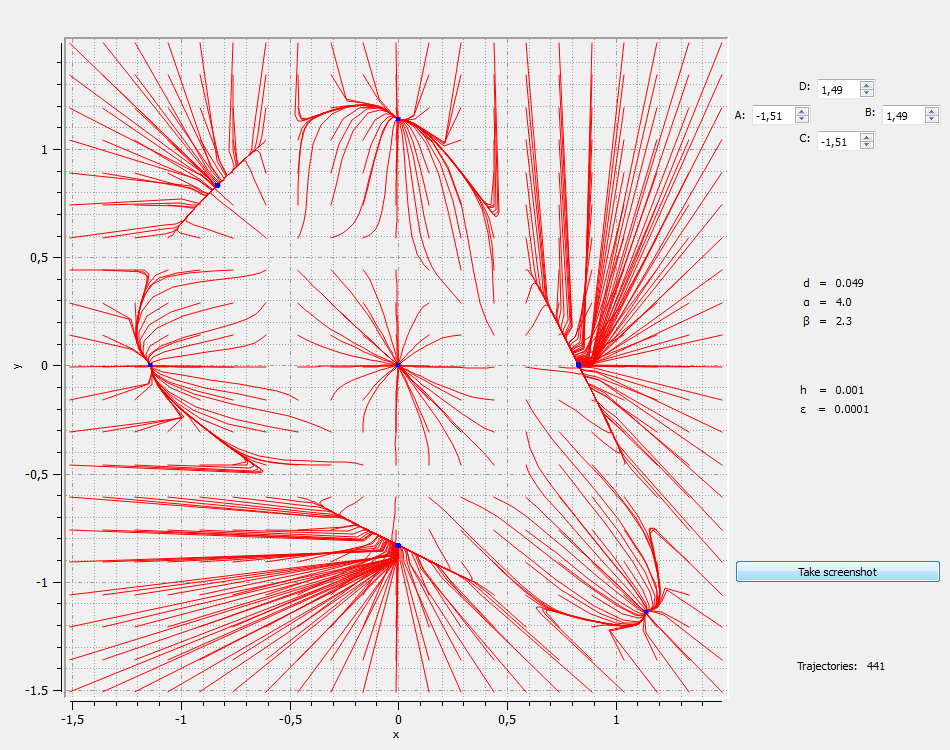 D: 1,49
A: -1,51 B: 1,49
C: -1,51
1
0,5
d = 0.049
α = 4.0
β = 2.3
y
0
h = 0.001
ε = 0.0001
-0,5
Take screenshot
-1
Trajectories: 441
-1.5
-1,5 -1 -0,5 0 0,5 1
x